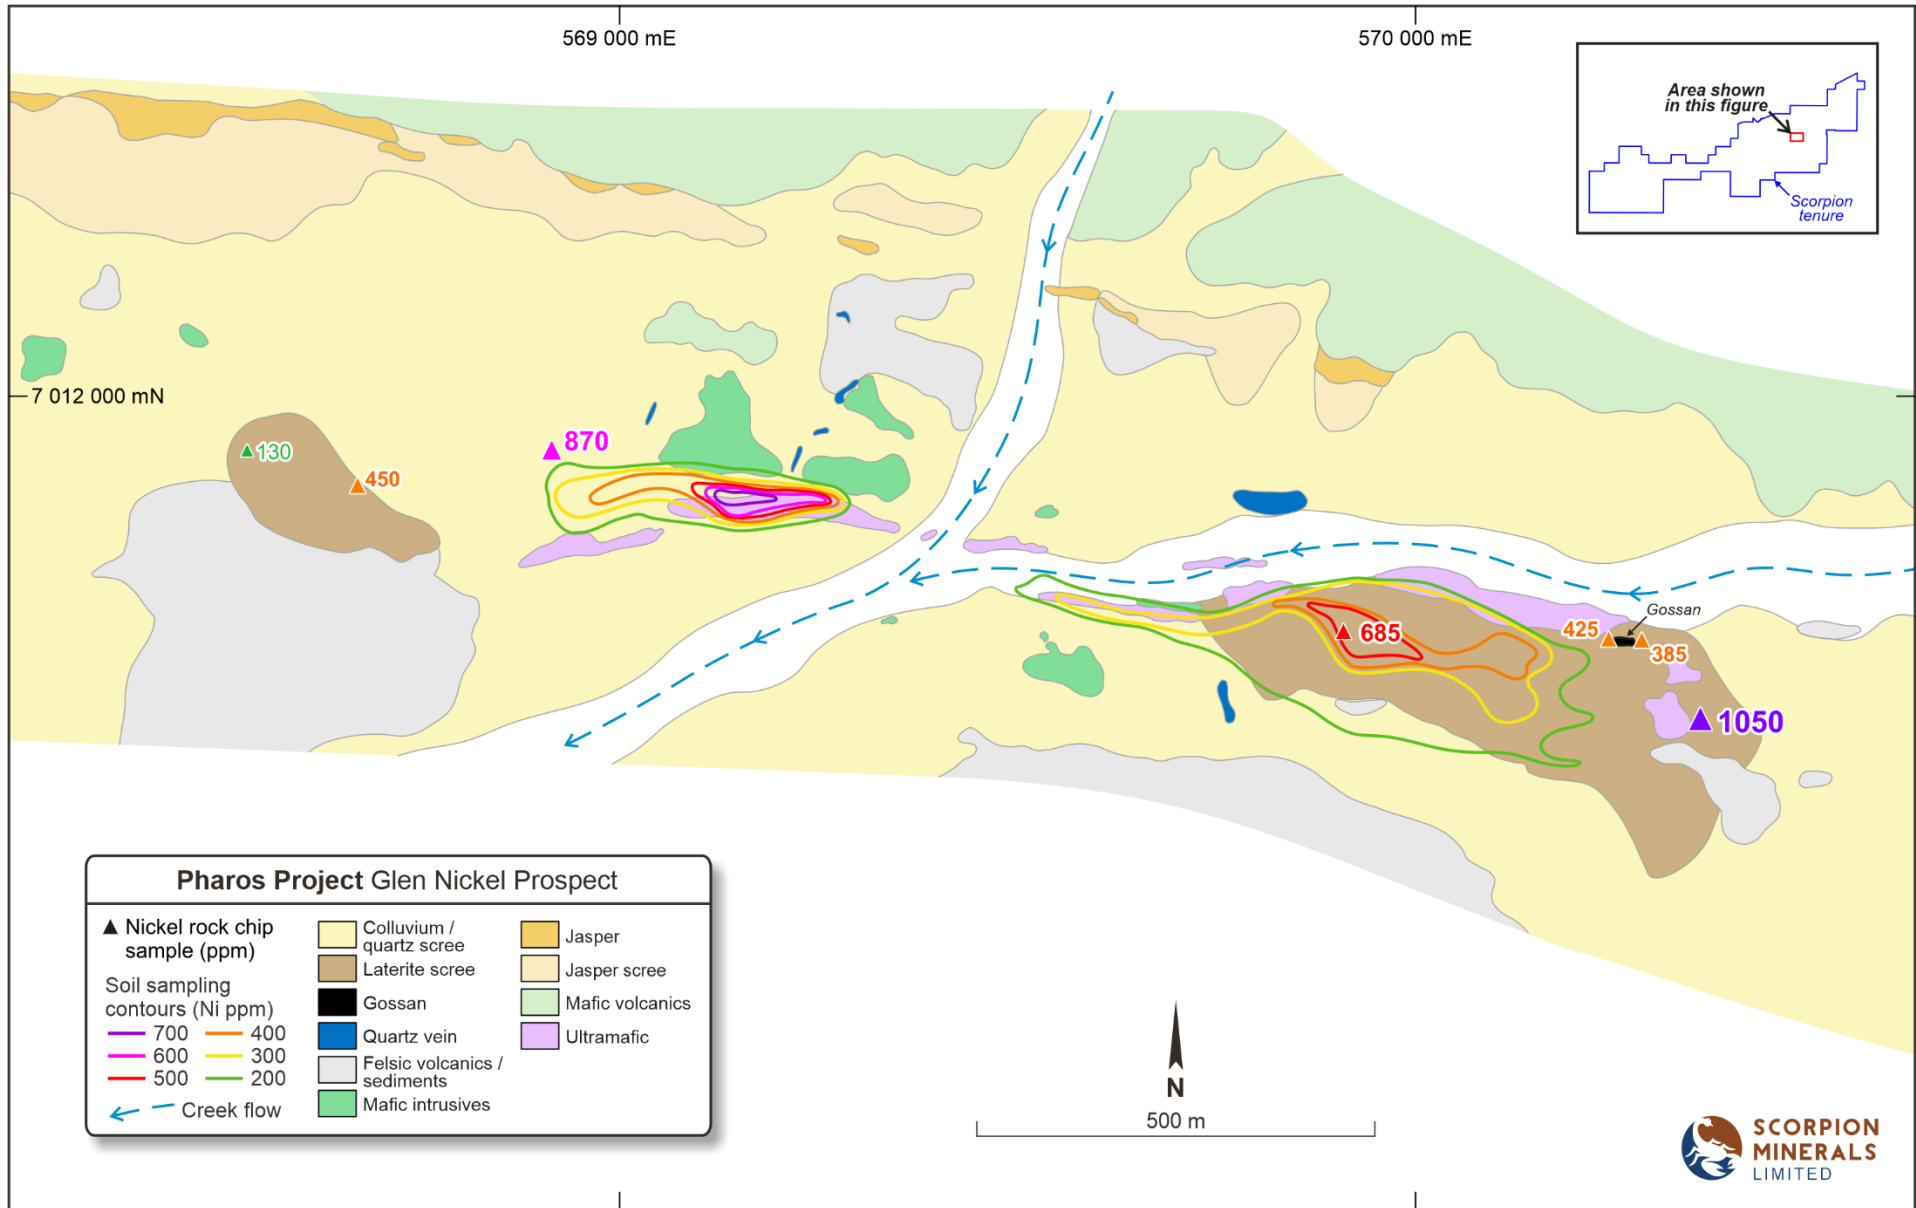 569 000 mE
570 000 mE
Area shown
in this figure
Scorpion
tenure
7 012 000 mN
130
450
870
685
Gossan
425
385
1050
Pharos Project Glen Nickel Prospect
Nickel rock chip
sample (ppm)
Soil sampling
contours (Ni ppm)
700
400
600
300
500
200
Creek flow
Colluvium /
quartz scree
Laterite scree
Gossan
Quartz vein
Felsic volcanics /
sediments
Mafic intrusives
Jasper
Jasper scree
Mafic volcanics
Ultramafic
N
500 m
SCORPION
MINERALS
LIMITED